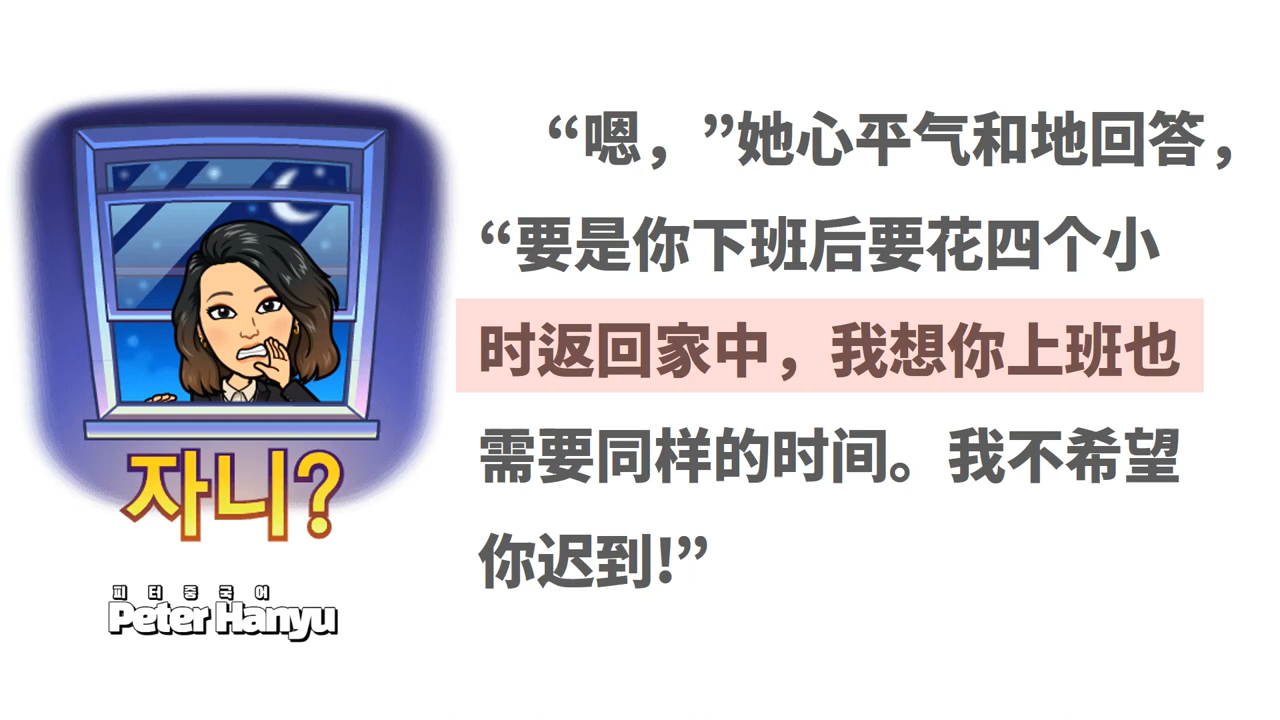 “嗯，”她心平气和地回答，
“要是你下班后要花四个小
时返回家中，我想你上班也
需要同样的时间。我不希望
你迟到!”
자니?
피터중국어
Peter Hanyu